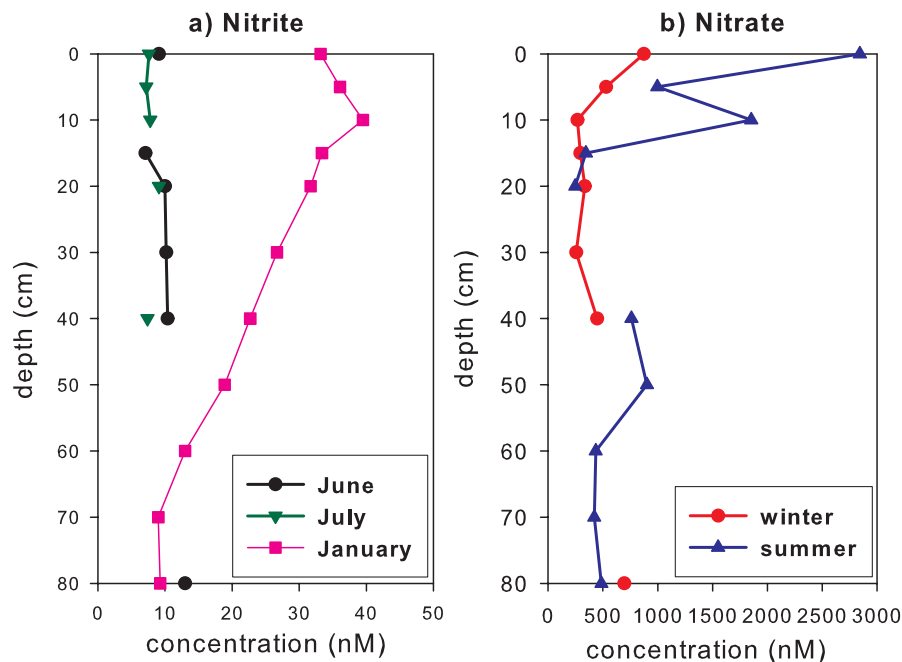 a) Nitrite
0
10
20
30
40
50
60
70
80
depth (cm)
June
July
January
0 10 20 30 40 50
concentration (nM)
b) Nitrate
0
10
20
30
40
50
60
70
80
depth (cm)
winter
summer
0 500 1000 1500 2000 2500 3000
concentration (nM)